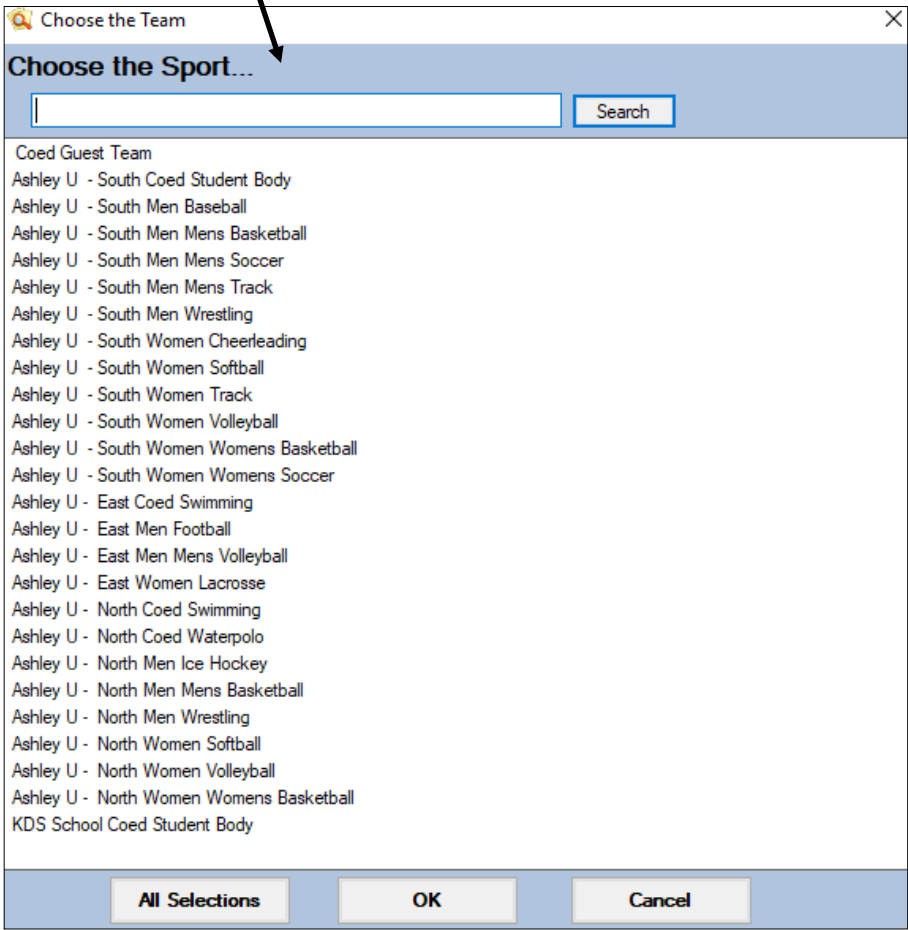 Choose the Team
Choose the Sport...
Search
Coed Guest Team
Ashley U - South Coed Student Body
Ashley U - South Men Baseball
Ashley U - South Men Mens Basketball
Ashley U - South Men Mens Soccer
Ashley U - South Men Mens Track
Ashley U - South Men Wrestling
Ashley U - South Women Cheerleading
Ashley U - South Women Softball
Ashley U - South Women Track
Ashley U - South Women Volleyball
Ashley U - South Women Womens Basketball
Ashley U - South Women Womens Soccer
Ashley U - East Coed Swimming
Ashley U - East Men Football
Ashley U - East Men Mens Volleyball
Ashley U - East Women Lacrosse
Ashley U - North Coed Swimming
Ashley U - North Coed Waterpolo
Ashley U - North Men Ice Hockey
Ashley U - North Men Mens Basketball
Ashley U - North Men Wrestling
Ashley U - North Women Softball
Ashley U - North Women Volleyball
Ashley U - North Women Womens Basketball
KDS School Coed Student Body
All Selections OK Cancel